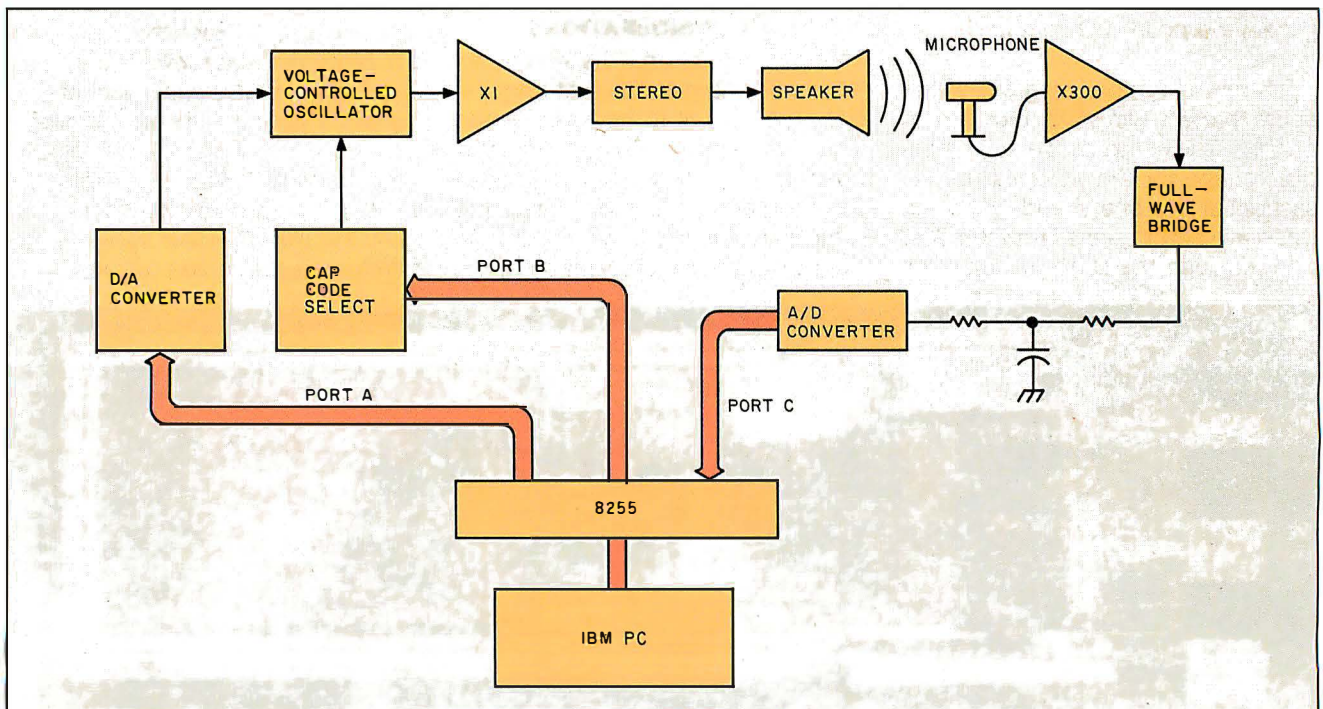 VOLTAGE-
CONTROLLED
OSCILLATOR
X1
STEREO
SPEAKER
MICROPHONE
X300
FULL-
WAVE
BRIDGE
D/A
CONVERTER
CAP
CODE
SELECT
PORT B
A/D
CONVERTER
PORT A
PORT C
8255
IBM PC